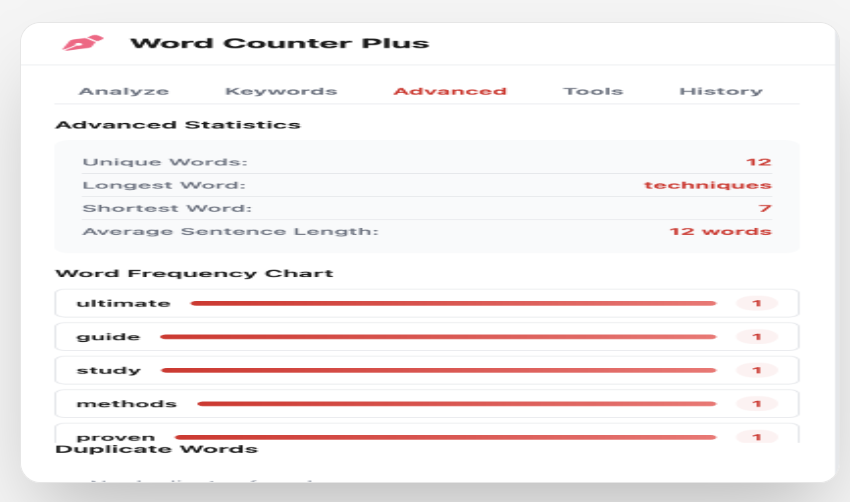 Word Counter Plus
Analyze Keywords Advanced Tools History
Advanced Statistics
Unique Words: 12
Longest Word: techniques
Shortest Word: 7
Average Sentence Length: 12 words
Word Frequency Chart
ultimate 1
guide 1
study 1
methods 1
proven 1
Duplicate Words